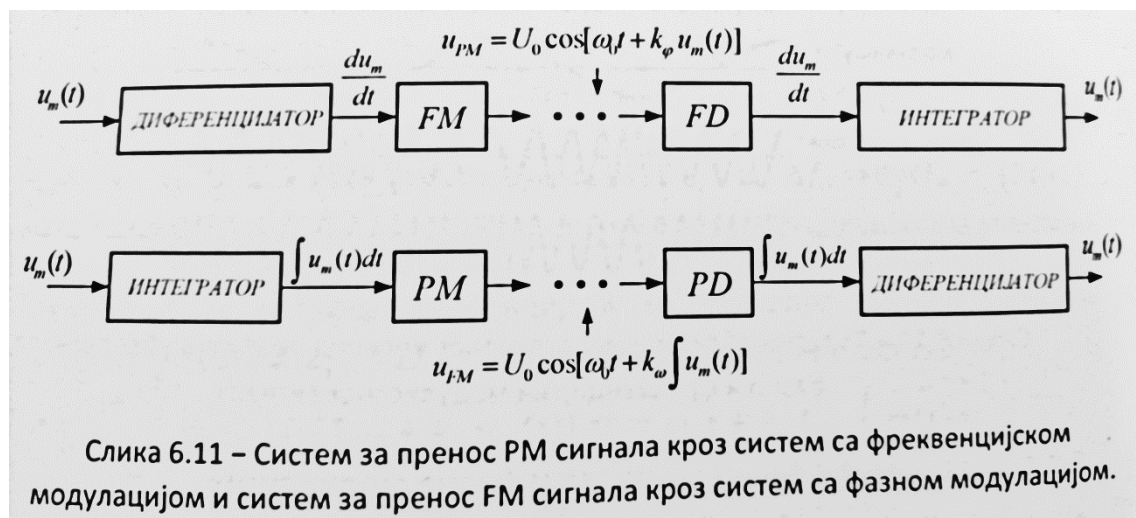 u_PM = U_0 cos[ω_0 t + k_φ u_m(t)]
u_m(t)
ДИФЕРЕНЦИЈАТОР
du_m/dt
FM
• • •
FD
du_m/dt
ИНТЕГРАТОР
u_m(t)
u_m(t)
ИНТЕГРАТОР
∫u_m(t)dt
PM
• • •
PD
∫u_m(t)dt
ДИФЕРЕНЦИЈАТОР
u_m(t)
u_FM = U_0 cos[ω_0 t + k_ω ∫u_m(t)]
Слика 6.11 – Систем за пренос PM сигнала кроз систем са фреквенцијском
модулацијом и систем за пренос FM сигнала кроз систем са фазном модулацијом.